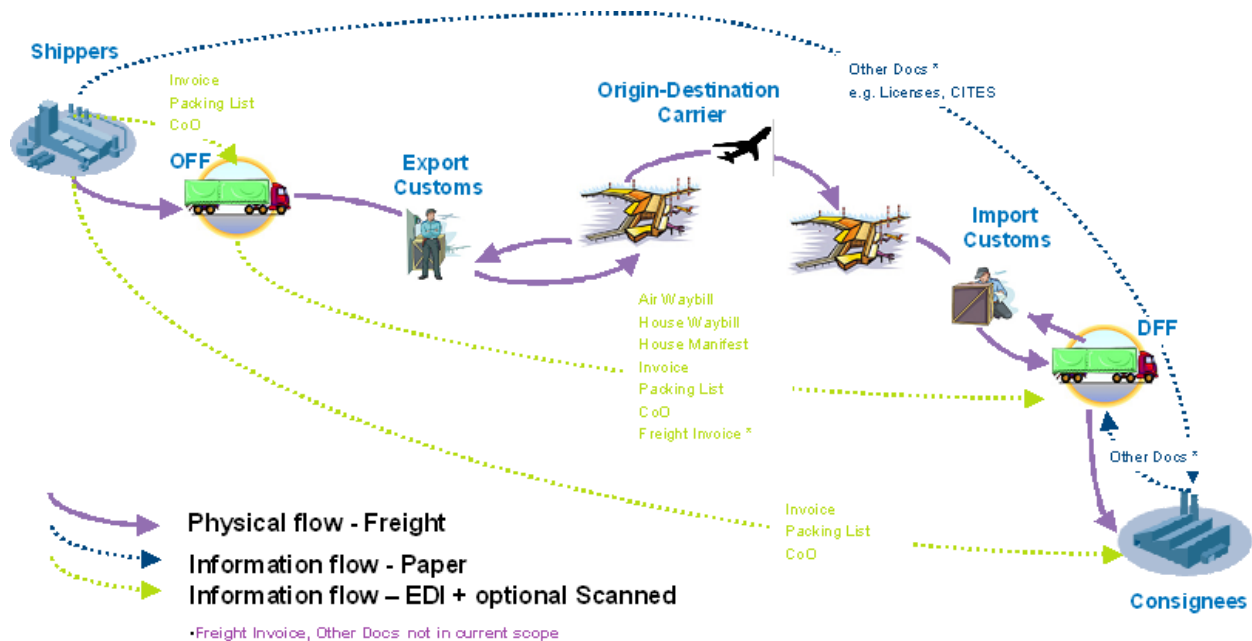 Shippers
Invoice
Packing List
CoO
OFF
Export
Customs
Origin-Destination
Carrier
Other Docs *
e.g. Licenses, CITES
Import
Customs
DFF
Air Waybill
House Waybill
House Manifest
Invoice
Packing List
CoO
Freight Invoice *
Other Docs *
Invoice
Packing List
CoO
Consignees
Physical flow - Freight
Information flow - Paper
Information flow – EDI + optional Scanned
•Freight Invoice, Other Docs not in current scope